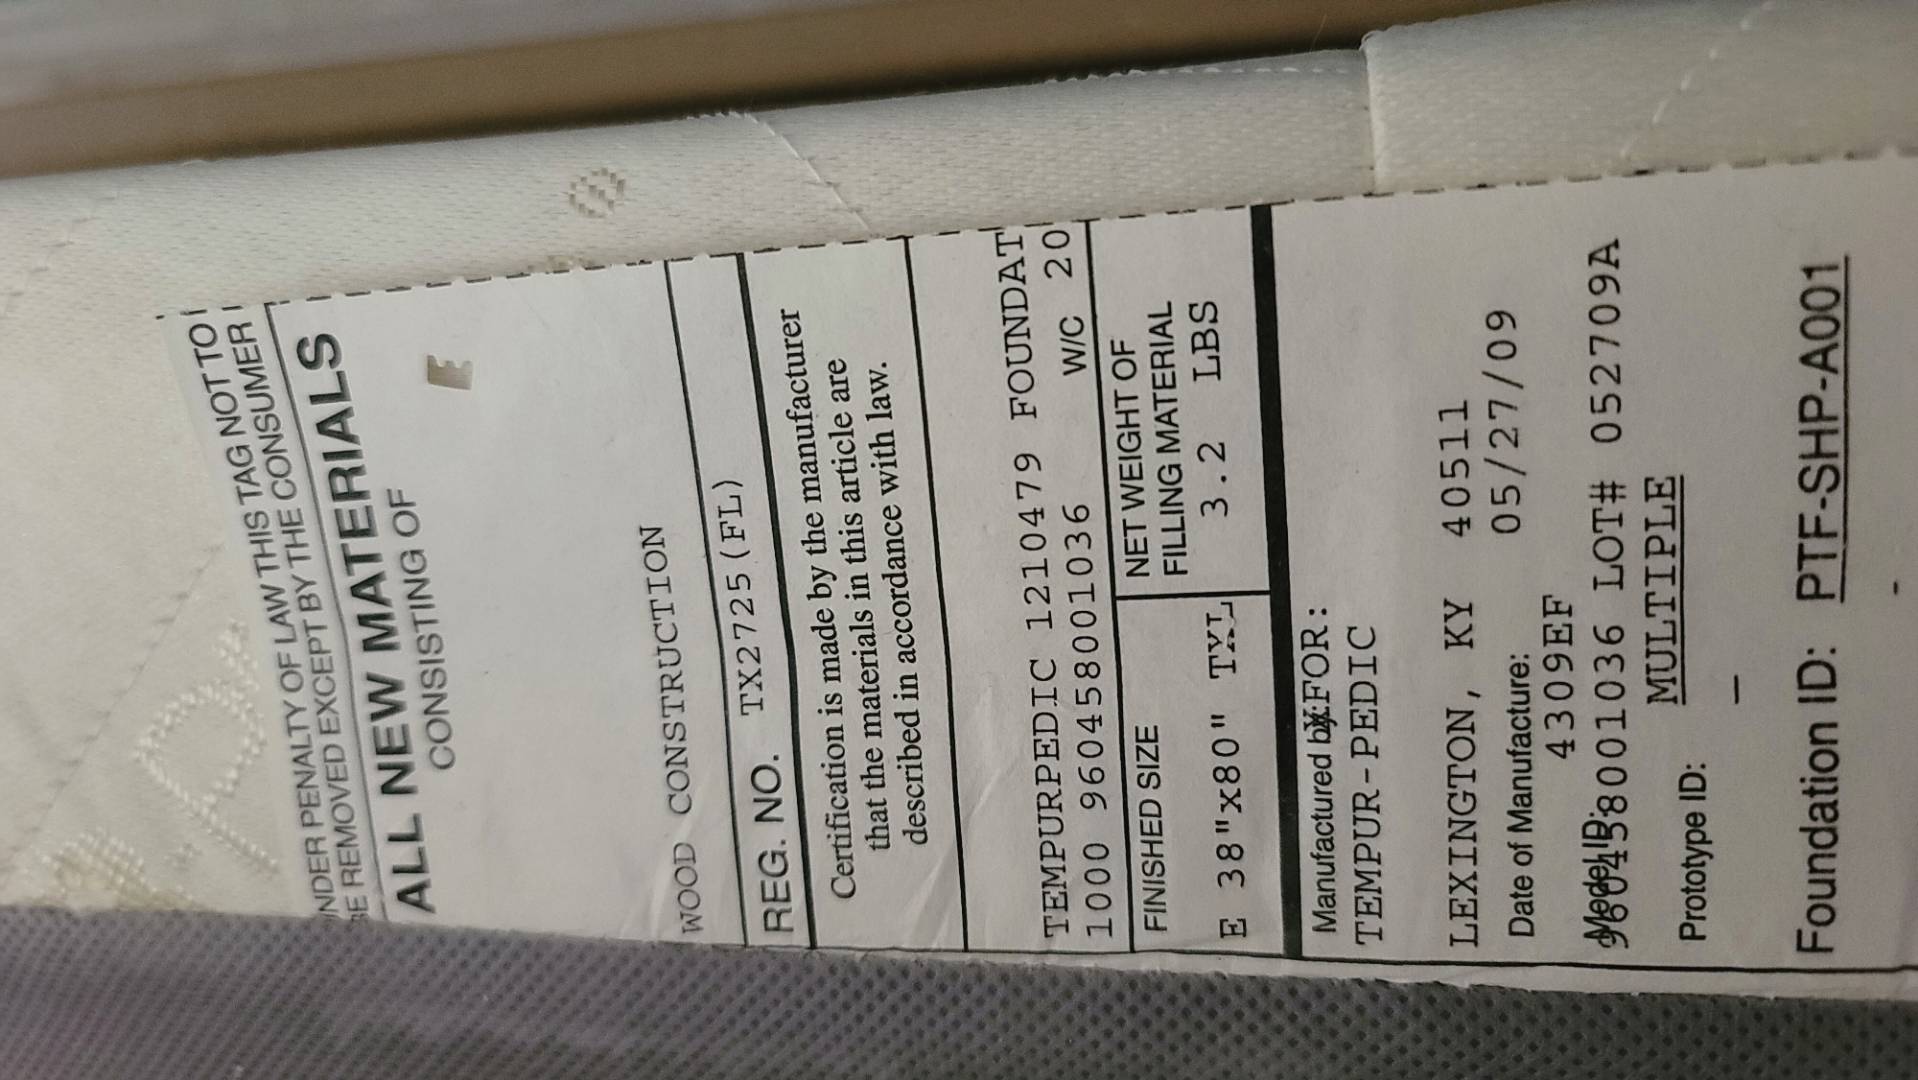 UNDER PENALTY OF LAW THIS TAG NOT TO
BE REMOVED EXCEPT BY THE CONSUMER
ALL NEW MATERIALS
CONSISTING OF
E
WOOD CONSTRUCTION
REG. NO. TX2725(FL)
Certification is made by the manufacturer
that the materials in this article are
described in accordance with law.
TEMPURPEDIC 1210479 FOUNDAT
1000 960458001036 W/C 20
FINISHED SIZE
E 38"x80" TXL
NET WEIGHT OF
FILLING MATERIAL
3.2 LBS
Manufactured by: FOR:
TEMPUR-PEDIC
LEXINGTON, KY 40511
Date of Manufacture: 05/27/09
4309EF
Model ID: 960458001036 LOT# 052709A
MULTIPLE
Prototype ID:
–
Foundation ID: PTF-SHP-A001